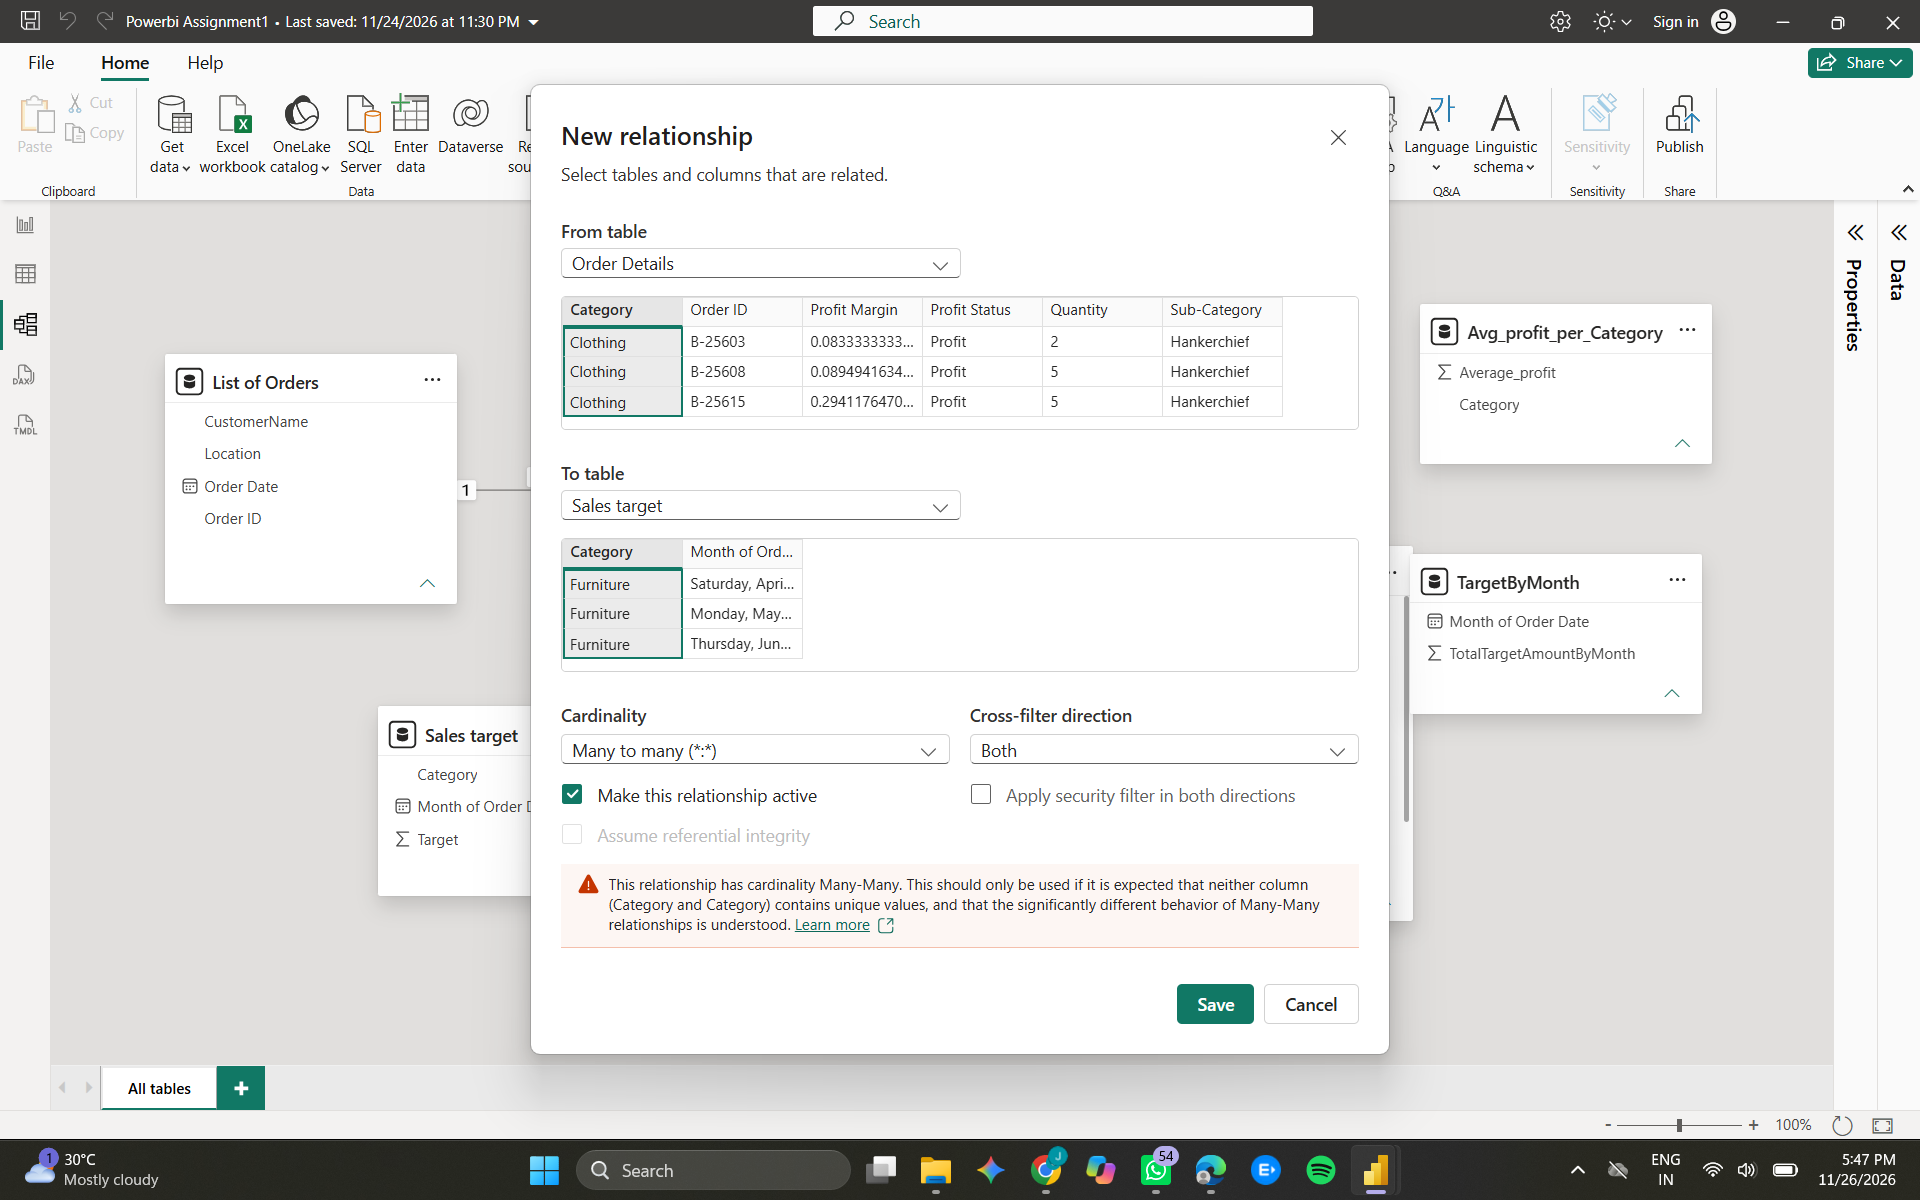 Powerbi Assignment1 • Last saved: 11/24/2026 at 11:30 PM
Search
Sign in
File
Home
Help
Share
Paste
Cut
Copy
Clipboard
Get data
Excel workbook
OneLake catalog
SQL Server
Enter data
Dataverse
Data
Language
Linguistic schema
Q&A
Sensitivity
Sensitivity
Publish
Share
New relationship
Select tables and columns that are related.
From table
Order Details
Category Order ID Profit Margin Profit Status Quantity Sub-Category
Clothing B-25603 0.0833333333... Profit 2 Hankerchief
Clothing B-25608 0.0894941634... Profit 5 Hankerchief
Clothing B-25615 0.2941176470... Profit 5 Hankerchief
To table
Sales target
Category Month of Ord...
Furniture Saturday, Apri...
Furniture Monday, May...
Furniture Thursday, Jun...
Cardinality
Many to many (*:*)
Cross-filter direction
Both
Make this relationship active
Apply security filter in both directions
Assume referential integrity
This relationship has cardinality Many-Many. This should only be used if it is expected that neither column
(Category and Category) contains unique values, and that the significantly different behavior of Many-Many
relationships is understood. Learn more
Save
Cancel
List of Orders
CustomerName
Location
Order Date
Order ID
1
Sales target
Category
Month of Order
Target
Avg_profit_per_Category
Average_profit
Category
TargetByMonth
Month of Order Date
TotalTargetAmountByMonth
Properties
Data
DAX
TMDL
All tables
+
- + 100%
1
30°C
Mostly cloudy
Search
J
54
ENG
IN
5:47 PM
11/26/2026